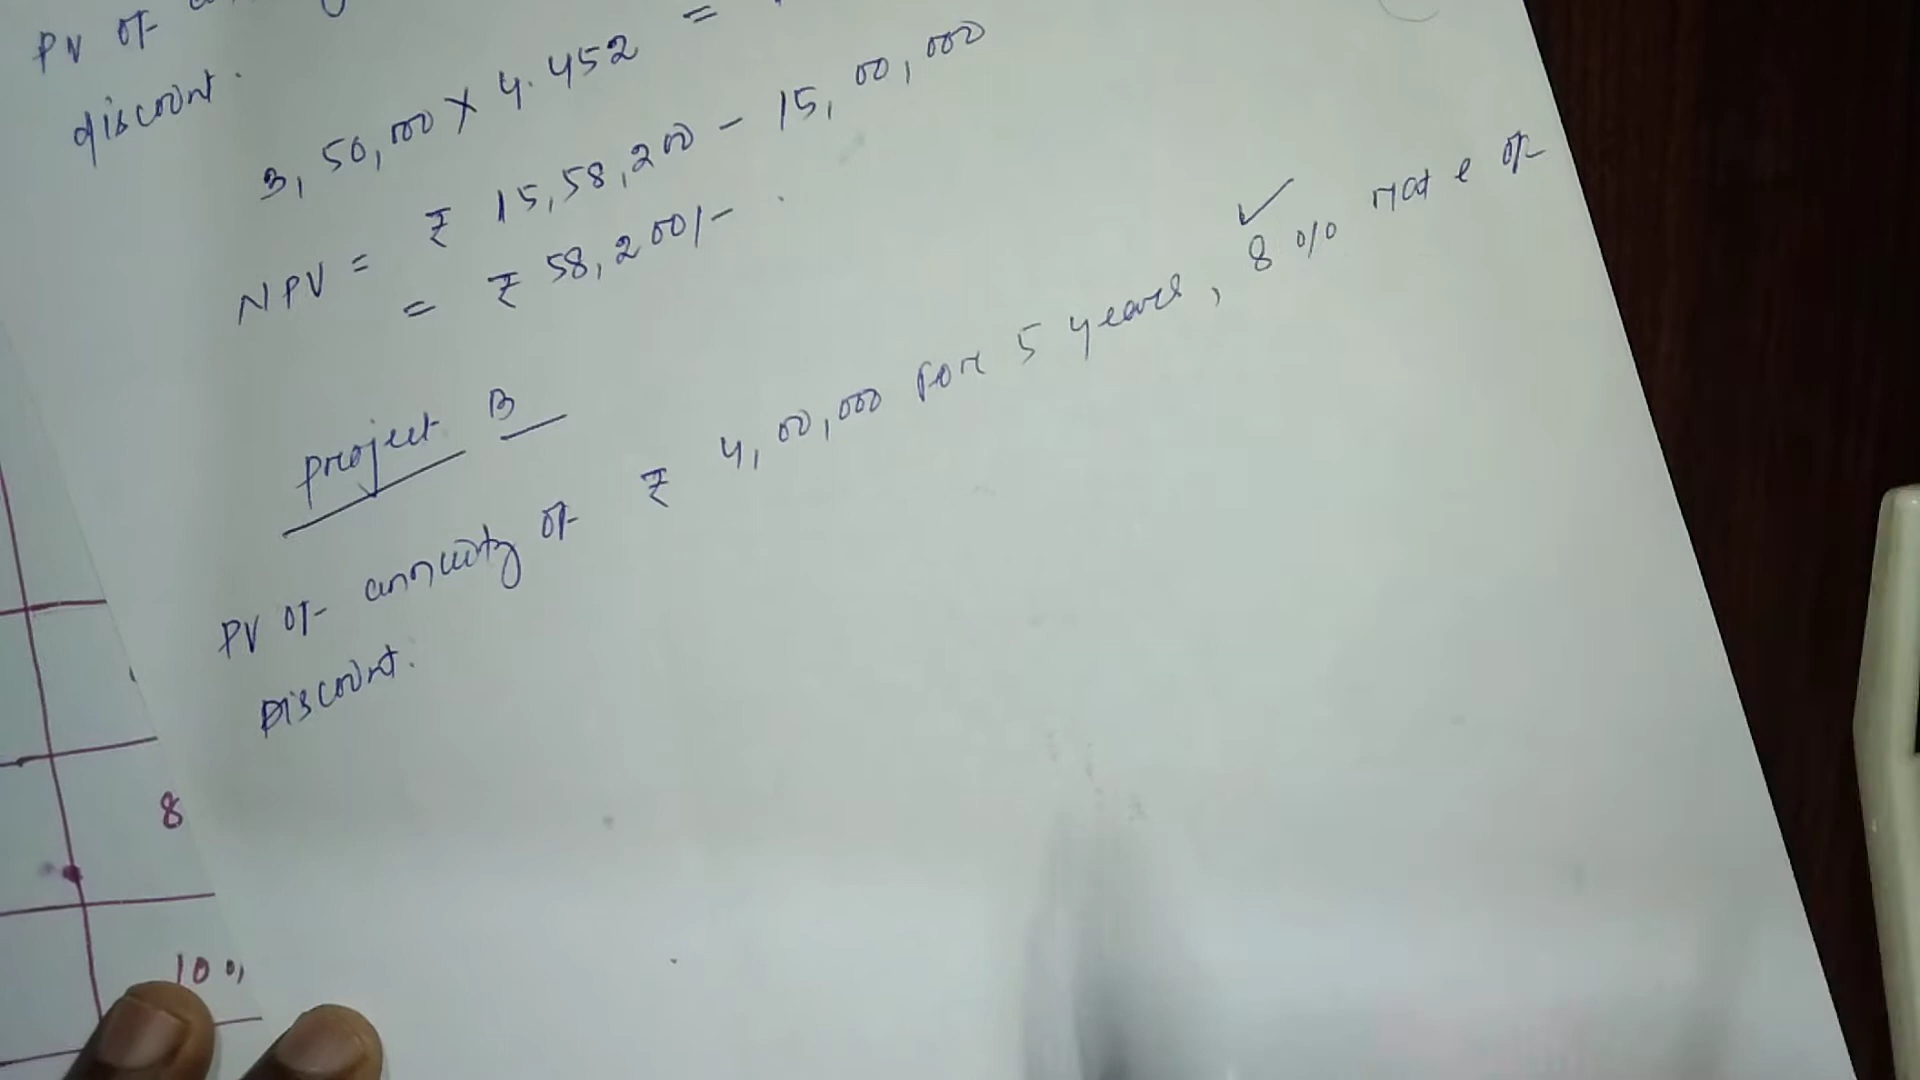 PV of
discount.
3,50,000 × 4.452 =
NPV = ₹ 15,58,200 - 15,00,000
= ₹ 58,200/-
Project B
PV of annuity of ₹ 4,00,000 for 5 years, 8% rate of
Discount.
8
10%